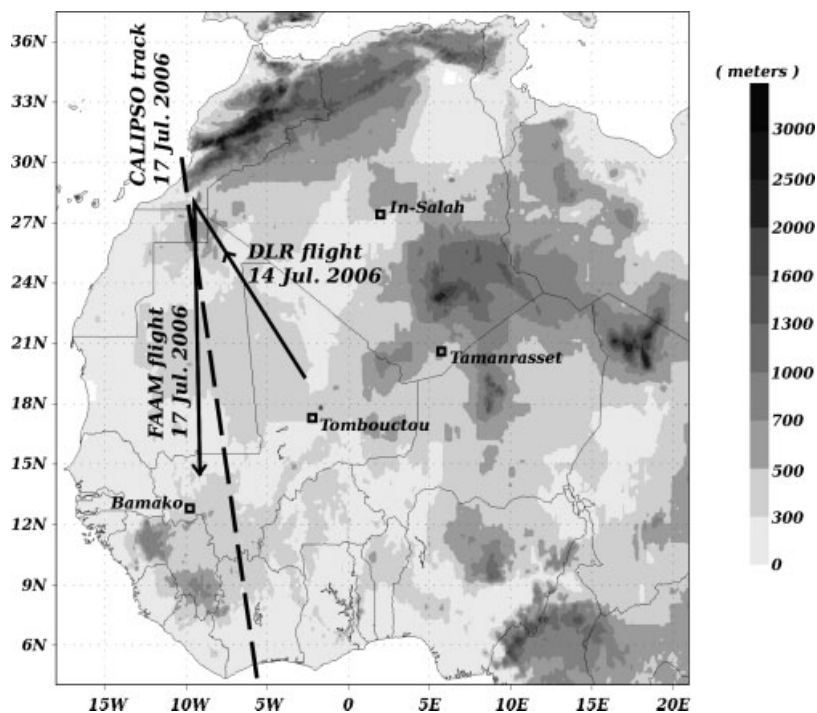 36N
33N
30N
27N
24N
21N
18N
15N
12N
9N
6N
CALIPSO track
17 Jul. 2006
In-Salah
DLR flight
14 Jul. 2006
FAAM flight
17 Jul. 2006
Tamanrasset
Tombouctou
Bamako
15W
10W
5W
0
5E
10E
15E
20E
( meters )
3000
2500
2000
1600
1300
1000
700
500
300
0